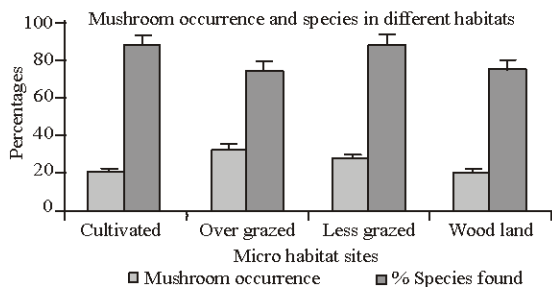 Mushroom occurrence and species in different habitats
100
80
60
40
20
0
Percentages
Cultivated Over grazed Less grazed Wood land
Micro habitat sites
Mushroom occurrence % Species found